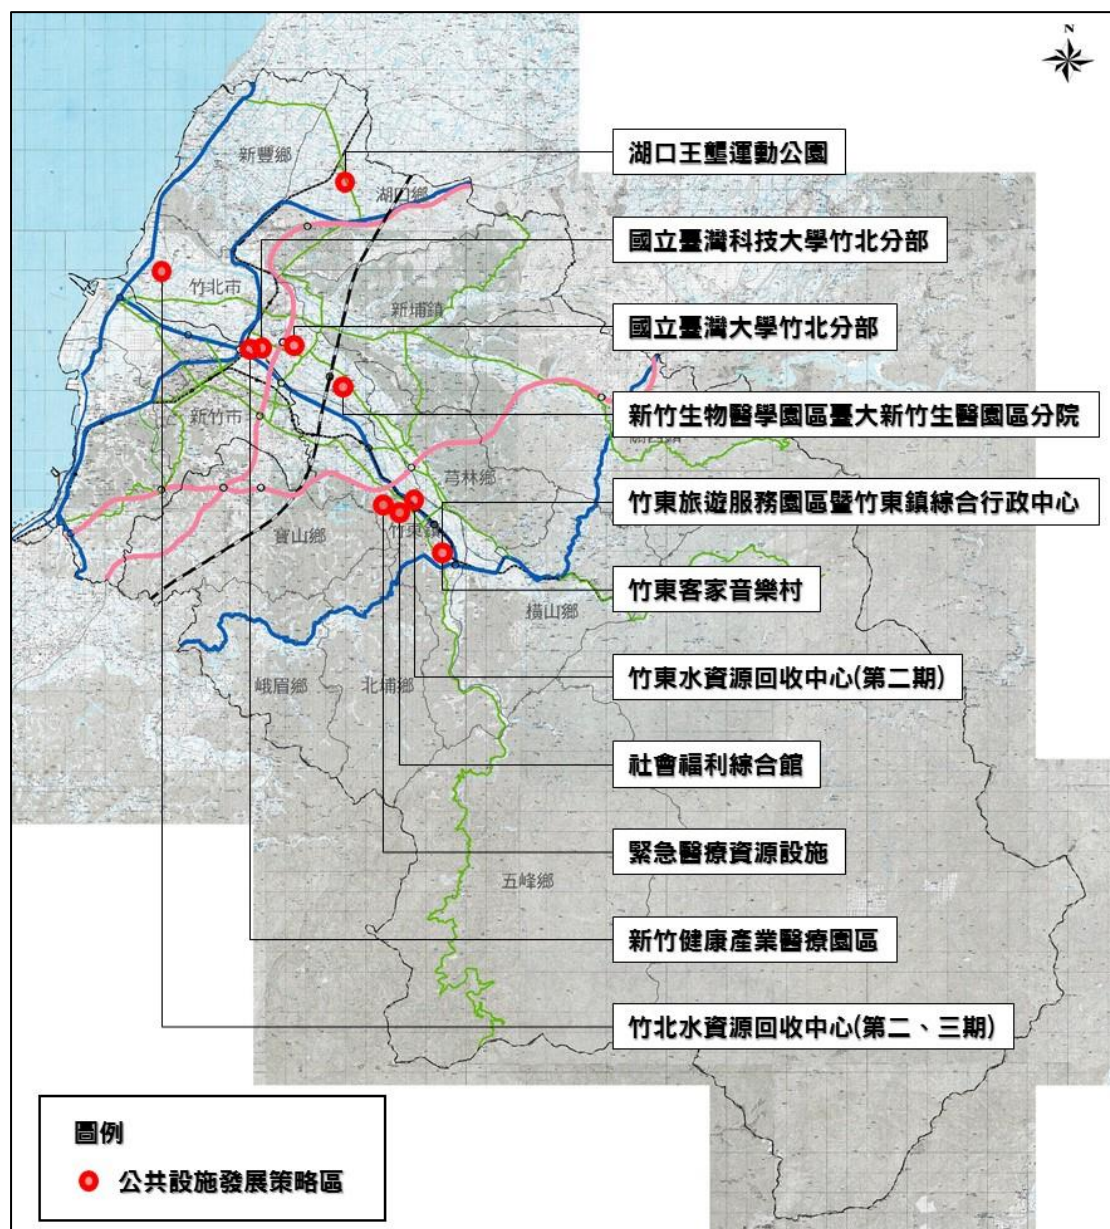 N
湖口王壟運動公園
新豐鄉
湖口鄉
國立臺灣科技大學竹北分部
竹北市
新埔鎮
國立臺灣大學竹北分部
新竹生物醫學園區臺大新竹生醫園區分院
新竹市
關西鎮
芎林鄉
竹東旅遊服務園區暨竹東鎮綜合行政中心
寶山鄉
竹東鎮
竹東客家音樂村
橫山鄉
竹東水資源回收中心(第二期)
峨眉鄉
北埔鄉
社會福利綜合館
緊急醫療資源設施
五峰鄉
新竹健康產業醫療園區
竹北水資源回收中心(第二、三期)
圖例
公共設施發展策略區